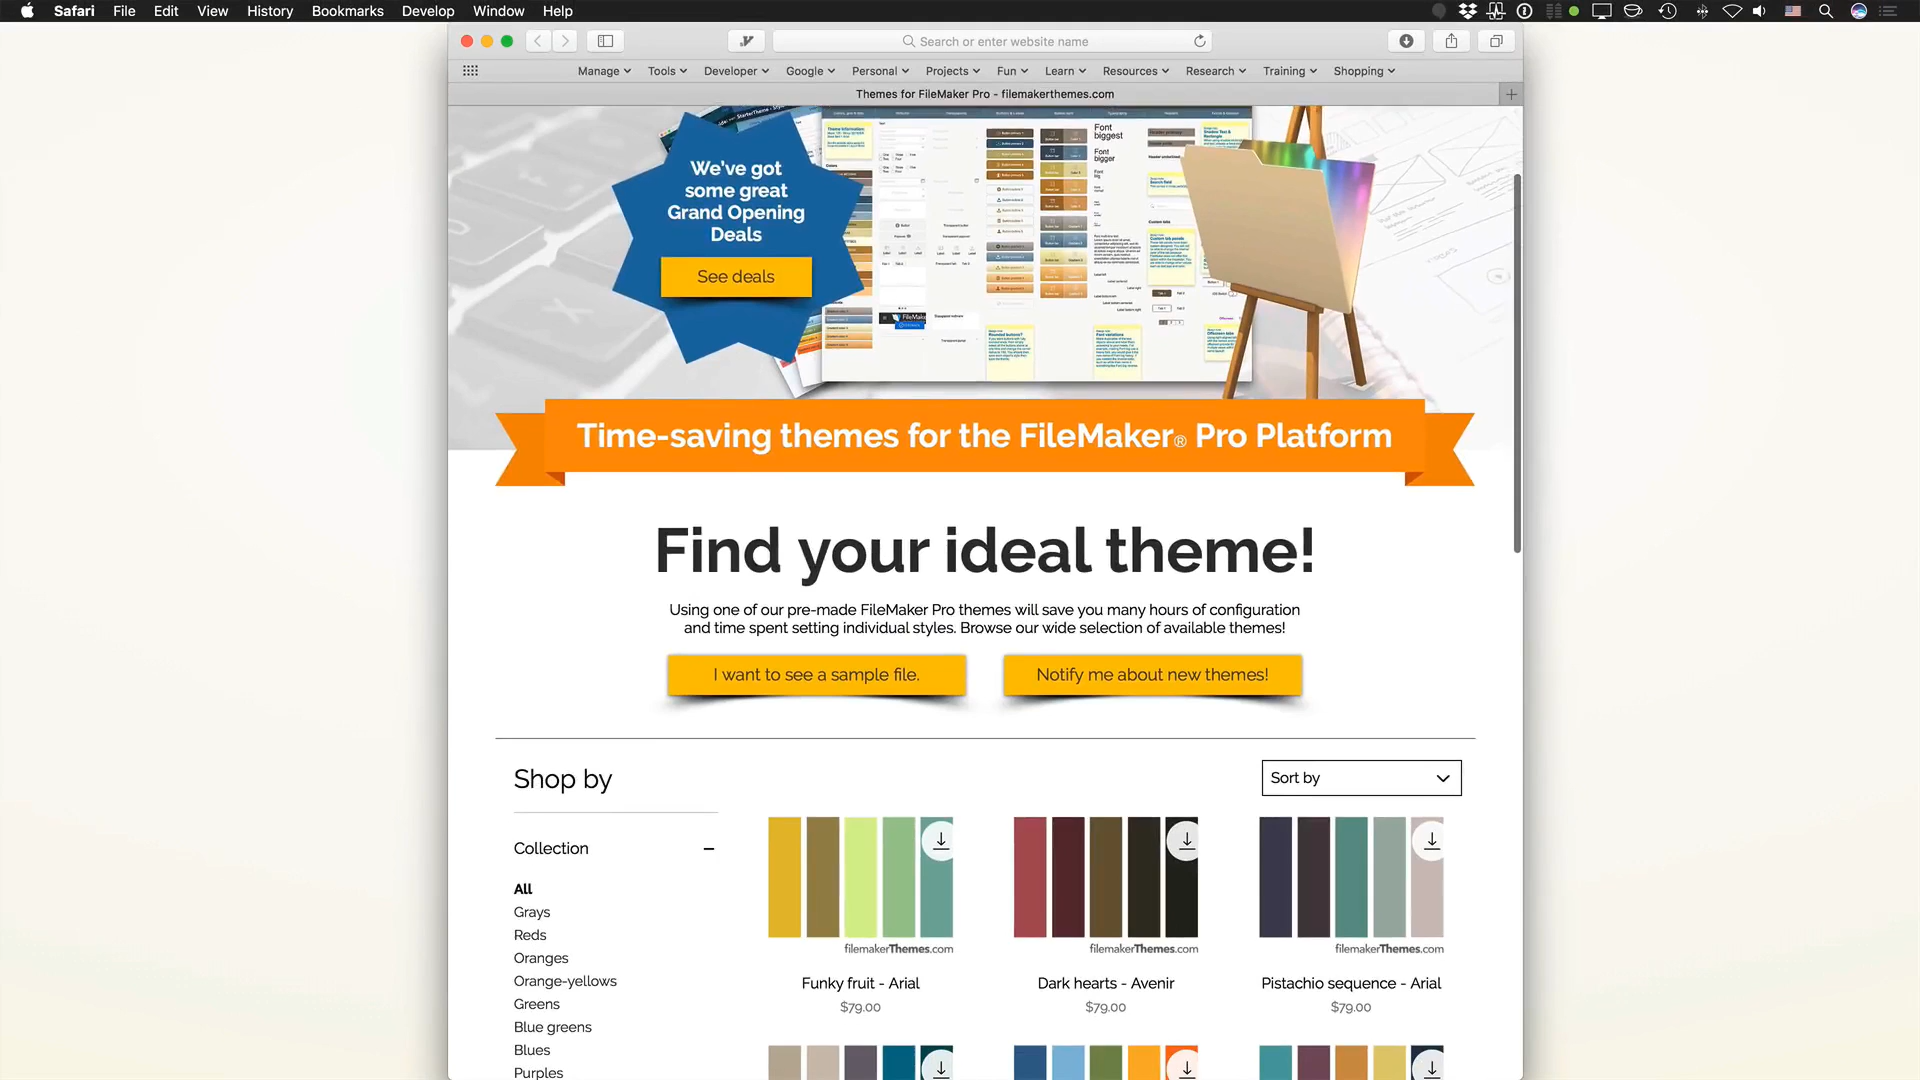 Safari File Edit View History Bookmarks Develop Window Help
Search or enter website name
Manage Tools Developer Google Personal Projects Fun Learn Resources Research Training Shopping
Themes for FileMaker Pro - filemakerthemes.com
We've got
some great
Grand Opening
Deals
See deals
Font
biggest
Font
bigger
Time-saving themes for the FileMaker® Pro Platform
Find your ideal theme!
Using one of our pre-made FileMaker Pro themes will save you many hours of configuration
and time spent setting individual styles. Browse our wide selection of available themes!
I want to see a sample file.
Notify me about new themes!
Shop by
Sort by
Collection
All
Grays
Reds
Oranges
Orange-yellows
Greens
Blue greens
Blues
Purples
filemakerThemes.com
Funky fruit - Arial
$79.00
filemakerThemes.com
Dark hearts - Avenir
$79.00
filemakerThemes.com
Pistachio sequence - Arial
$79.00